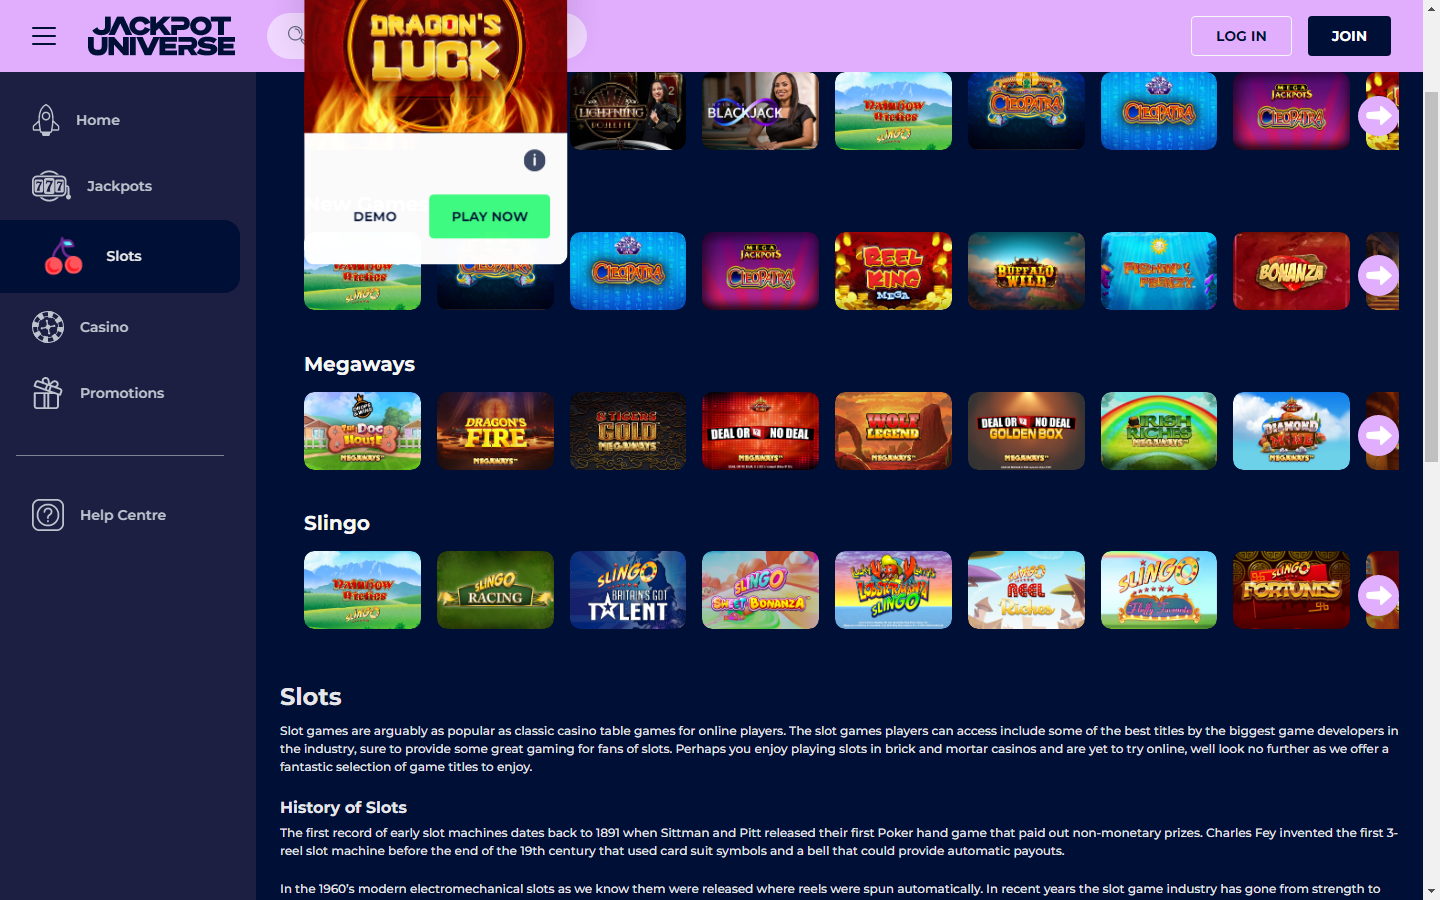 JACKPOT
UNIVERSE
LOG IN
JOIN
Home
Jackpots
Slots
Casino
Promotions
Help Centre
DRAGON'S
LUCK
DEMO
PLAY NOW
LIGHTNING
ROULETTE
BLACKJACK
Rainbow
Riches
SLINGO
CLEOPATRA
CLEOPATRA
MEGA
JACKPOTS
CLEOPATRA
New Games
Rainbow
Riches
SLINGO
CLEOPATRA
CLEOPATRA
MEGA
JACKPOTS
CLEOPATRA
REEL
KING
MEGA
BUFFALO
WILD
FISHIN'
FRENZY
BONANZA
Megaways
DROPS
& WINS
THE DOG
HOUSE
MEGAWAYS
DRAGON'S
FIRE
MEGAWAYS
8 TIGERS
GOLD
MEGAWAYS
DEAL OR NO DEAL
MEGAWAYS
WOLF
LEGEND
MEGAWAYS
DEAL OR NO DEAL
GOLDEN BOX
MEGAWAYS
IRISH
RICHES
MEGAWAYS
DIAMOND
MINE
MEGAWAYS
Slingo
Rainbow
Riches
SLINGO
SLINGO
RACING
SLINGO
BRITAIN'S GOT
TALENT
SLINGO
SWEET BONANZA
LOBSTERMANIA
SLINGO
SLINGO
REEL
Riches
SLINGO
Fluffy Favourites
SLINGO
FORTUNES
Slots
Slot games are arguably as popular as classic casino table games for online players. The slot games players can access include some of the best titles by the biggest game developers in
the industry, sure to provide some great gaming for fans of slots. Perhaps you enjoy playing slots in brick and mortar casinos and are yet to try online, well look no further as we offer a
fantastic selection of game titles to enjoy.
History of Slots
The first record of early slot machines dates back to 1891 when Sittman and Pitt released their first Poker hand game that paid out non-monetary prizes. Charles Fey invented the first 3-
reel slot machine before the end of the 19th century that used card suit symbols and a bell that could provide automatic payouts.
In the 1960's modern electromechanical slots as we know them were released where reels were spun automatically. In recent years the slot game industry has gone from strength to